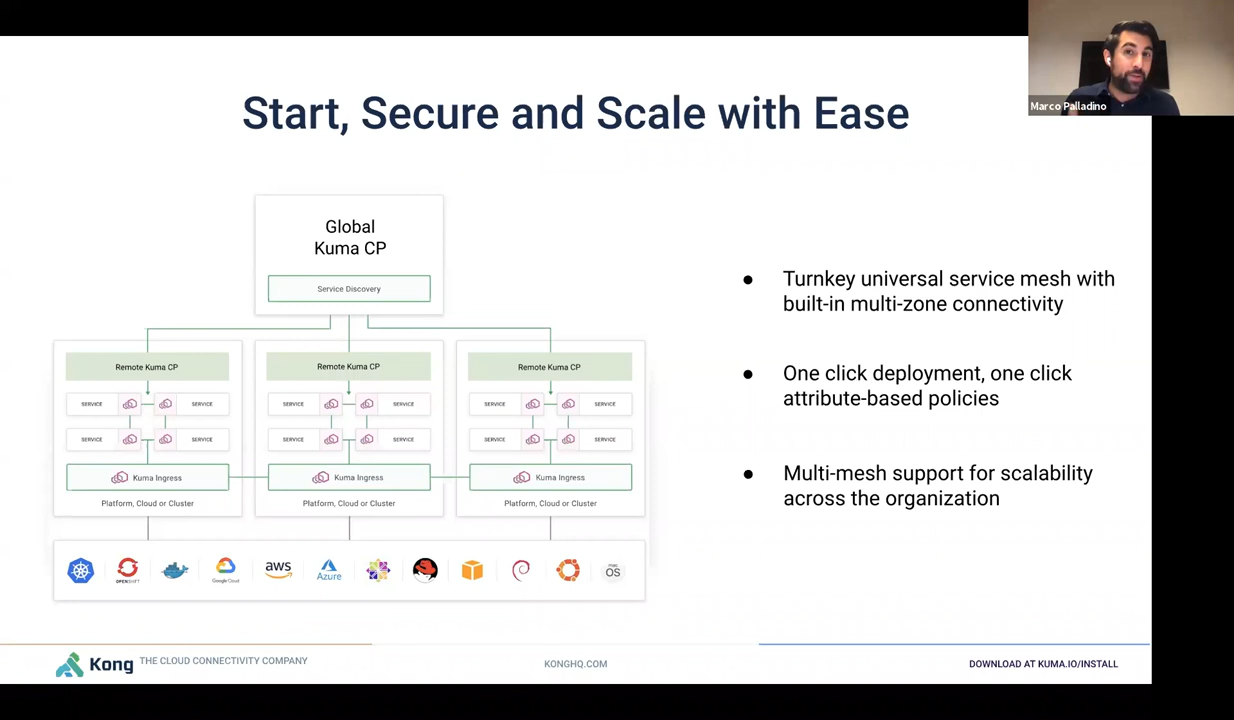 Marco Palladino
Start, Secure and Scale with Ease
Global
Kuma CP
Service Discovery
Remote Kuma CP
SERVICE
SERVICE
SERVICE
SERVICE
Kuma Ingress
Platform, Cloud or Cluster
Remote Kuma CP
SERVICE
SERVICE
SERVICE
SERVICE
Kuma Ingress
Platform, Cloud or Cluster
Remote Kuma CP
SERVICE
SERVICE
SERVICE
SERVICE
Kuma Ingress
Platform, Cloud or Cluster
OPENSHIFT
Google Cloud
aws
Azure
mac
OS
● Turnkey universal service mesh with
built-in multi-zone connectivity
● One click deployment, one click
attribute-based policies
● Multi-mesh support for scalability
across the organization
Kong
THE CLOUD CONNECTIVITY COMPANY
KONGHQ.COM
DOWNLOAD AT KUMA.IO/INSTALL